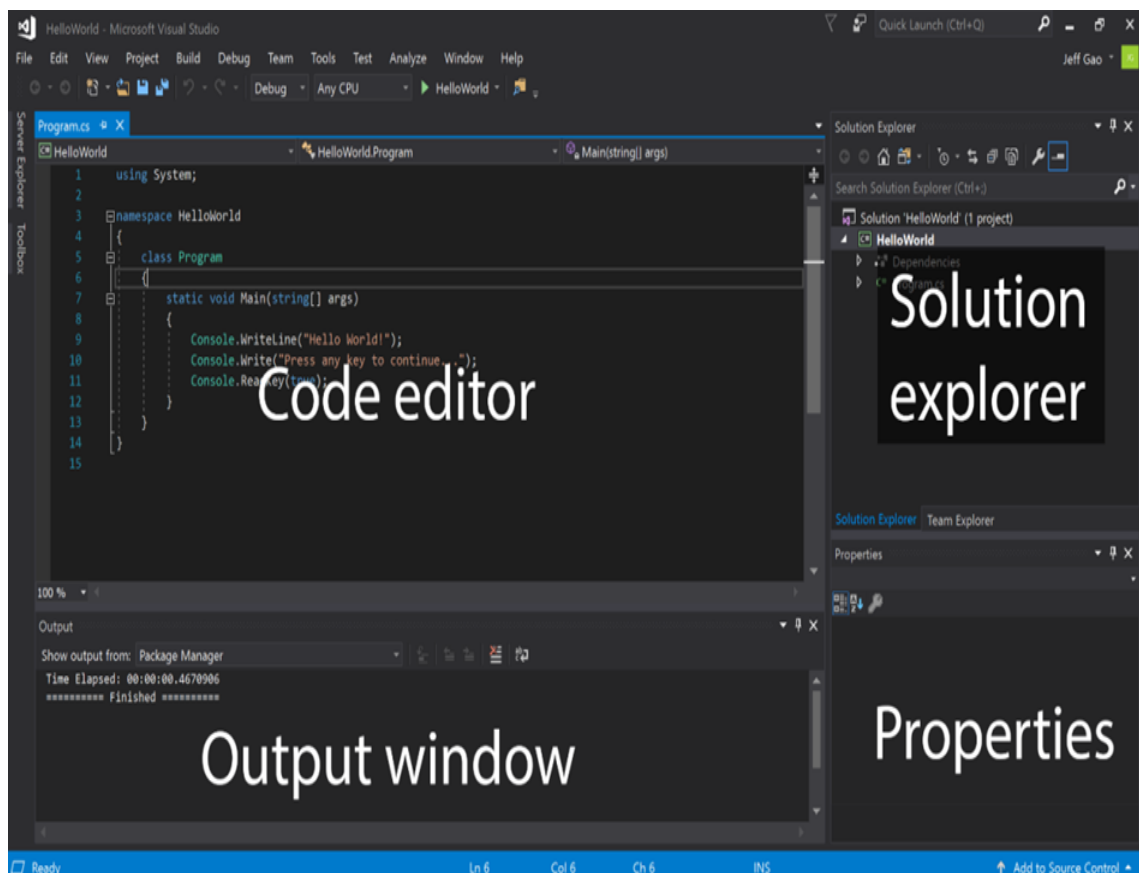 HelloWorld - Microsoft Visual Studio
Quick Launch (Ctrl+Q)
File Edit View Project Build Debug Team Tools Test Analyze Window Help
Jeff Gao
Debug Any CPU HelloWorld
Server Explorer
Toolbox
Program.cs
HelloWorld HelloWorld.Program Main(string[] args)
1 using System;
2
3 namespace HelloWorld
4 {
5 class Program
6 {
7 static void Main(string[] args)
8 {
9 Console.WriteLine("Hello World!");
10 Console.Write("Press any key to continue...");
11 Console.ReadKey(true);
12 }
13 }
14 }
15
Code editor
100 %
Solution Explorer
Search Solution Explorer (Ctrl+;)
Solution 'HelloWorld' (1 project)
C# HelloWorld
Dependencies
C# Program.cs
Solution
explorer
Solution Explorer Team Explorer
Properties
Properties
Output
Show output from: Package Manager
Time Elapsed: 00:00:00.4670906
========== Finished ==========
Output window
Ready Ln 6 Col 6 Ch 6 INS Add to Source Control